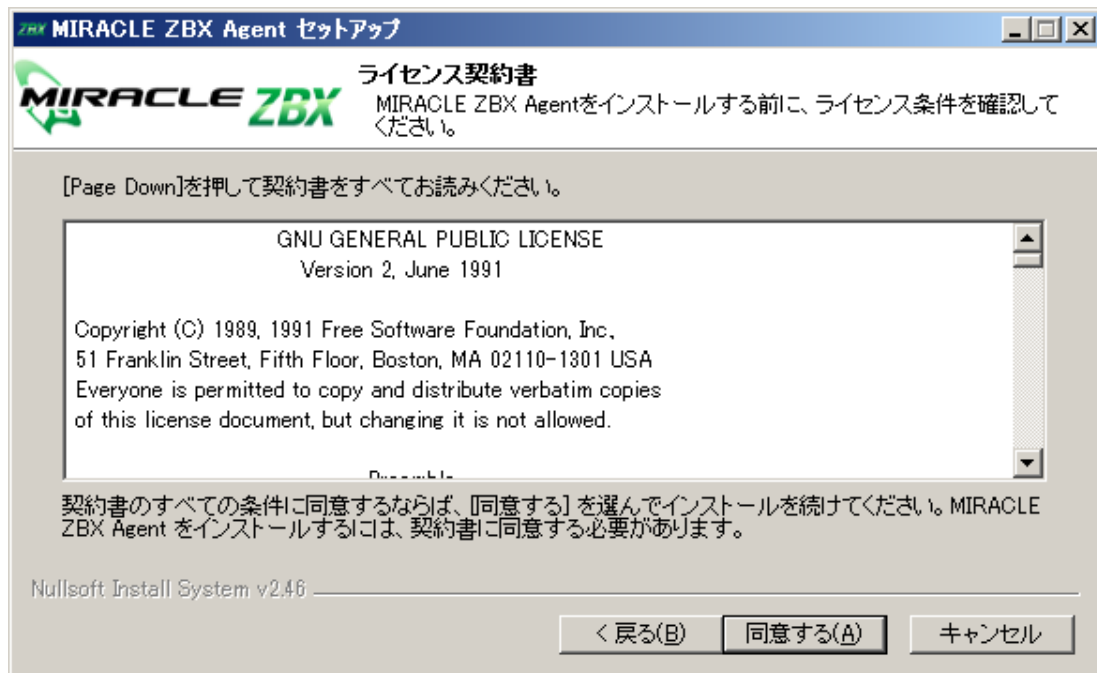 ZBX MIRACLE ZBX Agent セットアップ
MIRACLE ZBX
ライセンス契約書
MIRACLE ZBX Agentをインストールする前に、ライセンス条件を確認して
ください。
[Page Down]を押して契約書をすべてお読みください。
GNU GENERAL PUBLIC LICENSE
Version 2, June 1991
Copyright (C) 1989, 1991 Free Software Foundation, Inc.,
51 Franklin Street, Fifth Floor, Boston, MA 02110-1301 USA
Everyone is permitted to copy and distribute verbatim copies
of this license document, but changing it is not allowed.
Preamble
契約書のすべての条件に同意するならば、[同意する] を選んでインストールを続けてください。MIRACLE
ZBX Agent をインストールするには、契約書に同意する必要があります。
Nullsoft Install System v2.46
< 戻る(B)
同意する(A)
キャンセル